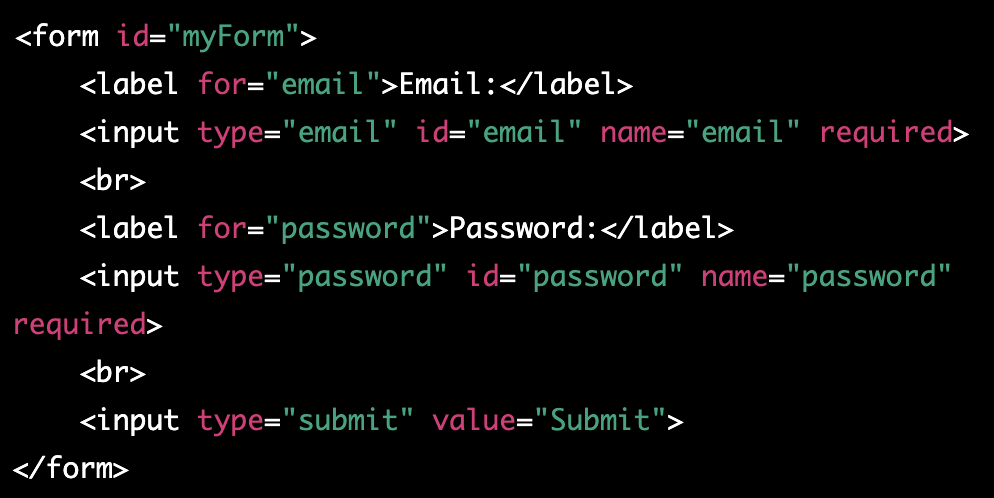 <form id="myForm">
    <label for="email">Email:</label>
    <input type="email" id="email" name="email" required>
    <br>
    <label for="password">Password:</label>
    <input type="password" id="password" name="password"
required>
    <br>
    <input type="submit" value="Submit">
</form>